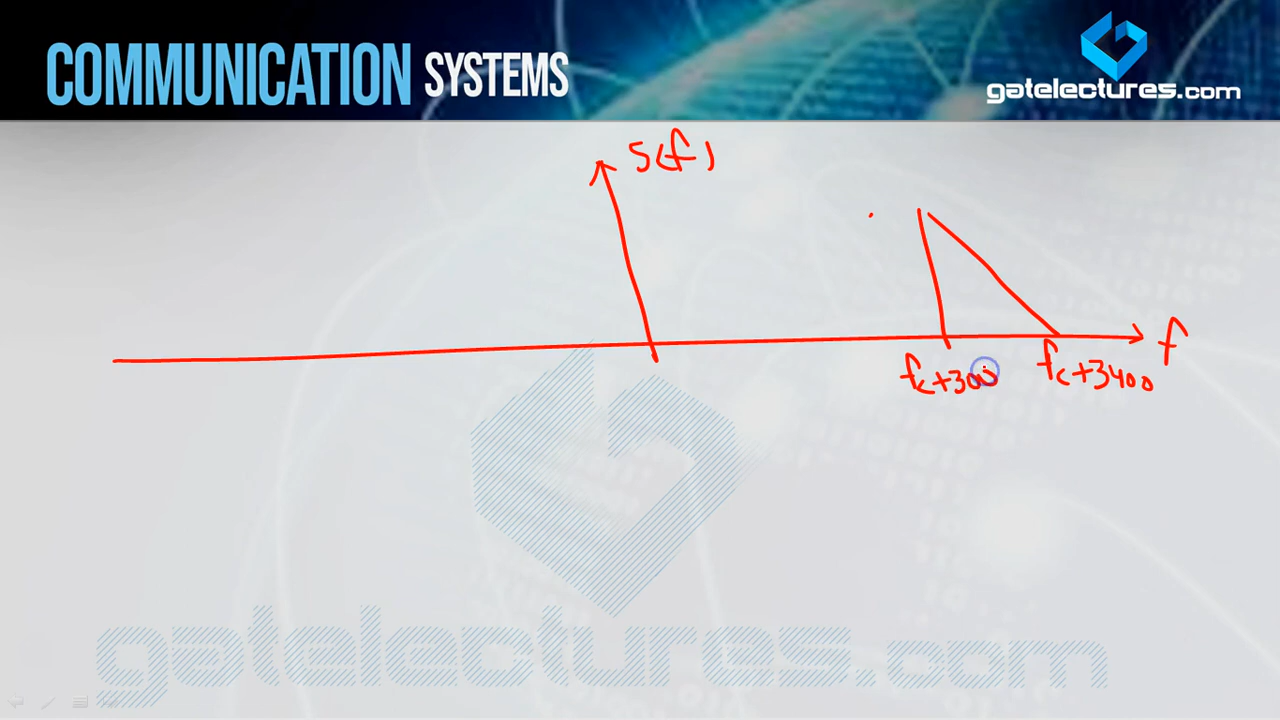 COMMUNICATION SYSTEMS
gatelectures.com
S(f)
f
fc+300
fc+3400
gatelectures.com